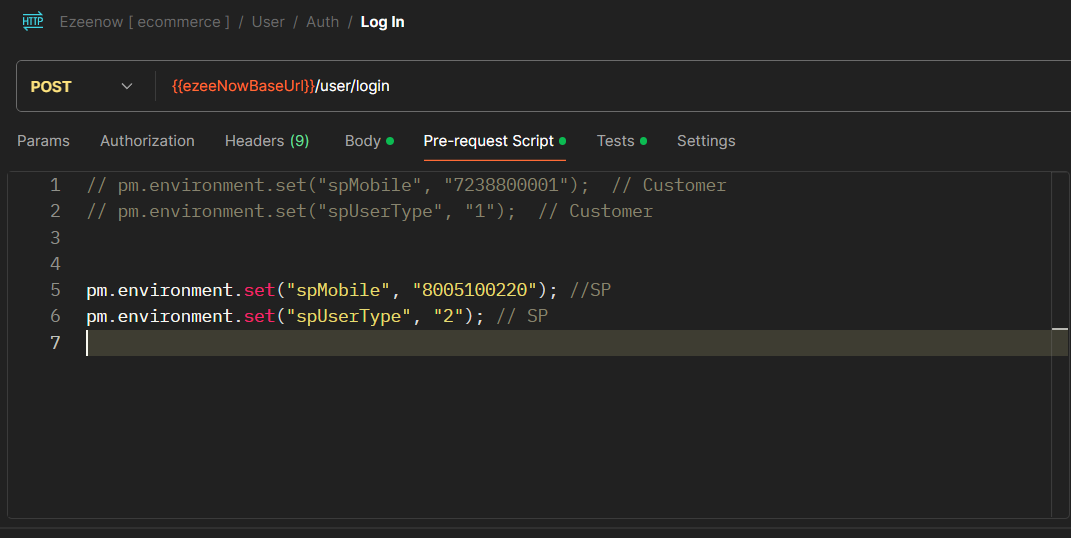 HTTP Ezeenow [ ecommerce ] / User / Auth / Log In
POST {{ezeeNowBaseUrl}}/user/login
Params Authorization Headers (9) Body Pre-request Script Tests Settings
1 // pm.environment.set("spMobile", "7238800001"); // Customer
2 // pm.environment.set("spUserType", "1"); // Customer
3
4
5 pm.environment.set("spMobile", "8005100220"); //SP
6 pm.environment.set("spUserType", "2"); // SP
7